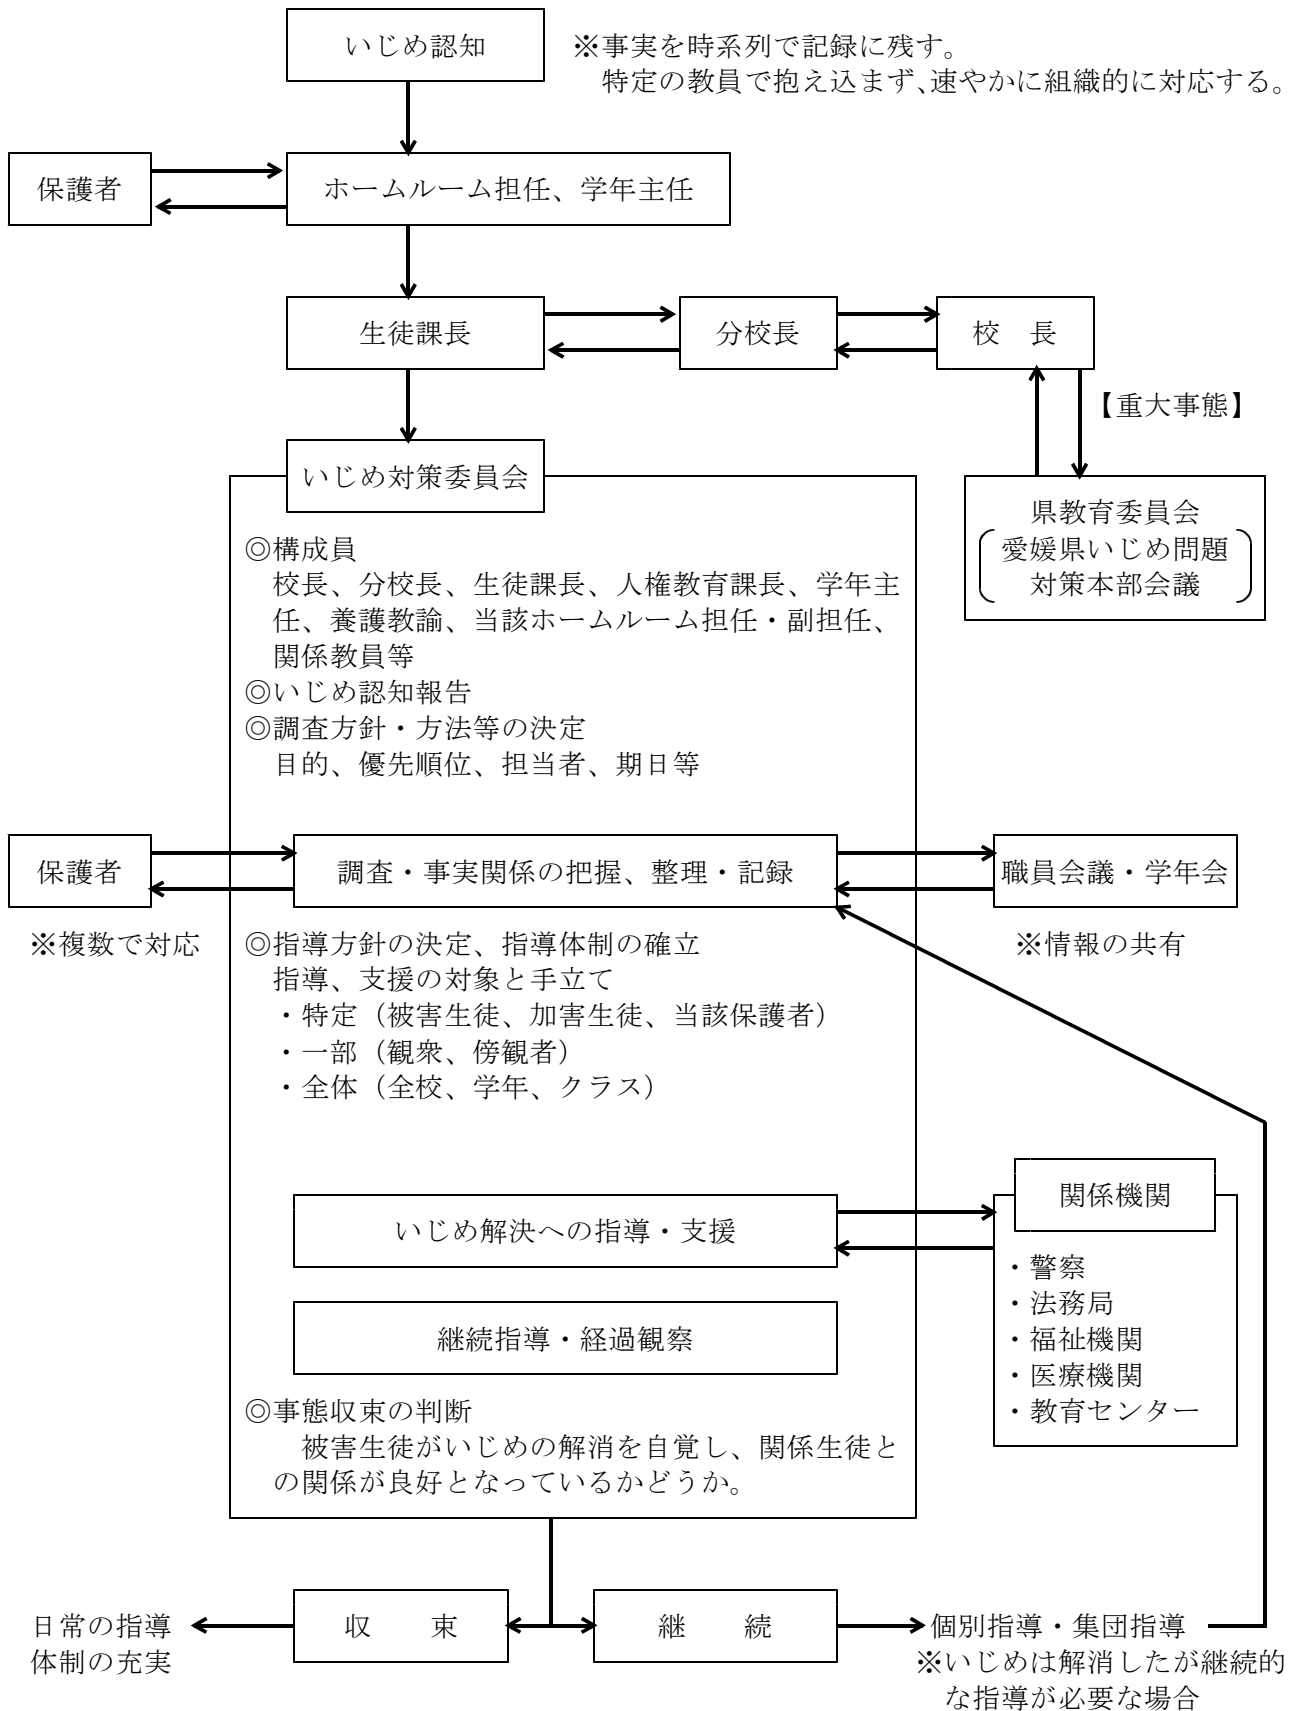 いじめ認知
※事実を時系列で記録に残す。
特定の教員で抱え込まず、速やかに組織的に対応する。
保護者
ホームルーム担任、学年主任
生徒課長
分校長
校　長
【重大事態】
いじめ対策委員会
県教育委員会
愛媛県いじめ問題
対策本部会議
◎構成員
校長、分校長、生徒課長、人権教育課長、学年主
任、養護教諭、当該ホームルーム担任・副担任、
関係教員等
◎いじめ認知報告
◎調査方針・方法等の決定
目的、優先順位、担当者、期日等
保護者
調査・事実関係の把握、整理・記録
職員会議・学年会
※複数で対応
※情報の共有
◎指導方針の決定、指導体制の確立
指導、支援の対象と手立て
・特定（被害生徒、加害生徒、当該保護者）
・一部（観衆、傍観者）
・全体（全校、学年、クラス）
いじめ解決への指導・支援
関係機関
・警察
・法務局
・福祉機関
・医療機関
・教育センター
継続指導・経過観察
◎事態収束の判断
被害生徒がいじめの解消を自覚し、関係生徒と
の関係が良好となっているかどうか。
日常の指導
体制の充実
収　　束
継　　続
個別指導・集団指導
※いじめは解消したが継続的
な指導が必要な場合